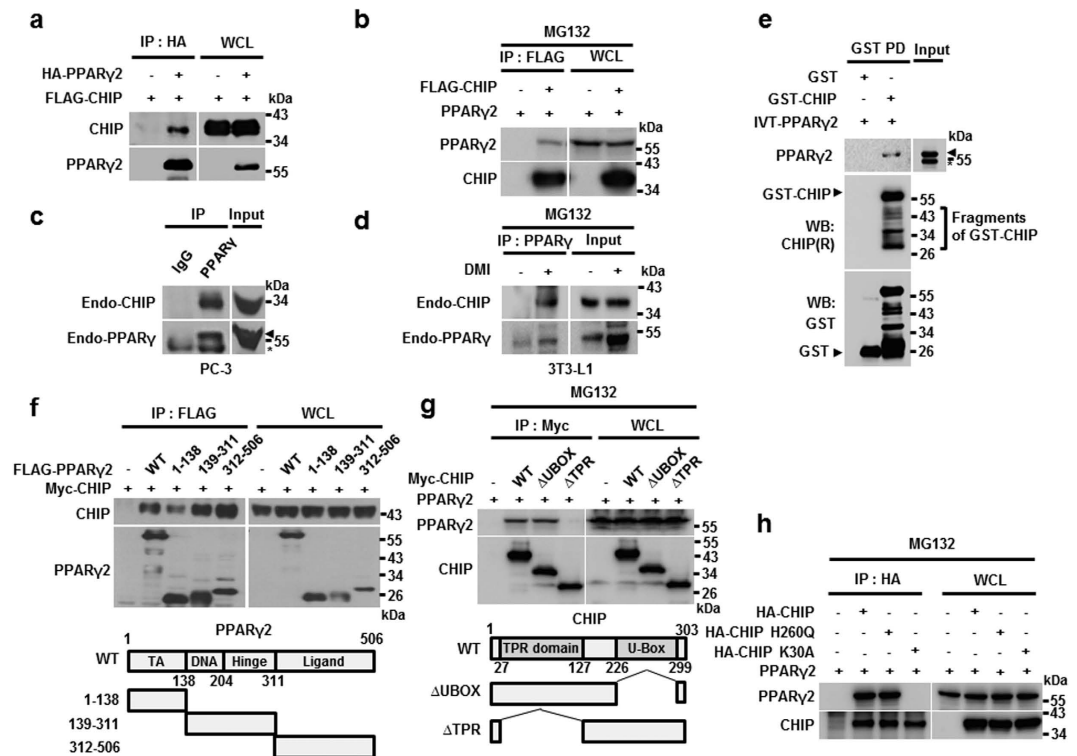 a
IP : HA WCL
HA-PPARγ2 - + - +
FLAG-CHIP + + + + kDa
CHIP 43
34
PPARγ2 55
b
MG132
IP : FLAG WCL
FLAG-CHIP - + - +
PPARγ2 + + + + kDa
PPARγ2 55
CHIP 43
34
c
IP Input
IgG PPARγ kDa
Endo-CHIP 34
Endo-PPARγ 55
*
PC-3
d
MG132
IP : PPARγ Input
DMI - + - + kDa
Endo-CHIP 43
34
Endo-PPARγ 55
3T3-L1
e
GST PD Input
GST + -
GST-CHIP - +
IVT-PPARγ2 + + kDa
PPARγ2 *55
GST-CHIP 55
43
WB: CHIP(R) 34
26
Fragments of GST-CHIP
WB: GST 55
43
34
GST 26
f
IP : FLAG WCL
FLAG-PPARγ2 - WT 1-138 139-311 312-506 - WT 1-138 139-311 312-506
Myc-CHIP + + + + + + + + + +
CHIP 43
PPARγ2 55
43
34
26
kDa
PPARγ2
1 506
WT TA DNA Hinge Ligand
138 204 311
1-138
139-311
312-506
g
MG132
IP : Myc WCL
Myc-CHIP - WT ΔUBOX ΔTPR - WT ΔUBOX ΔTPR
PPARγ2 + + + + + + + +
PPARγ2 55
CHIP 55
43
34
26
kDa
CHIP
1 303
WT TPR domain U-Box
27 127 226 299
ΔUBOX
ΔTPR
h
MG132
IP : HA WCL
HA-CHIP - + - - - + - -
HA-CHIP H260Q - - + - - - + -
HA-CHIP K30A - - - + - - - +
PPARγ2 + + + + + + + + kDa
PPARγ2 55
CHIP 43
34